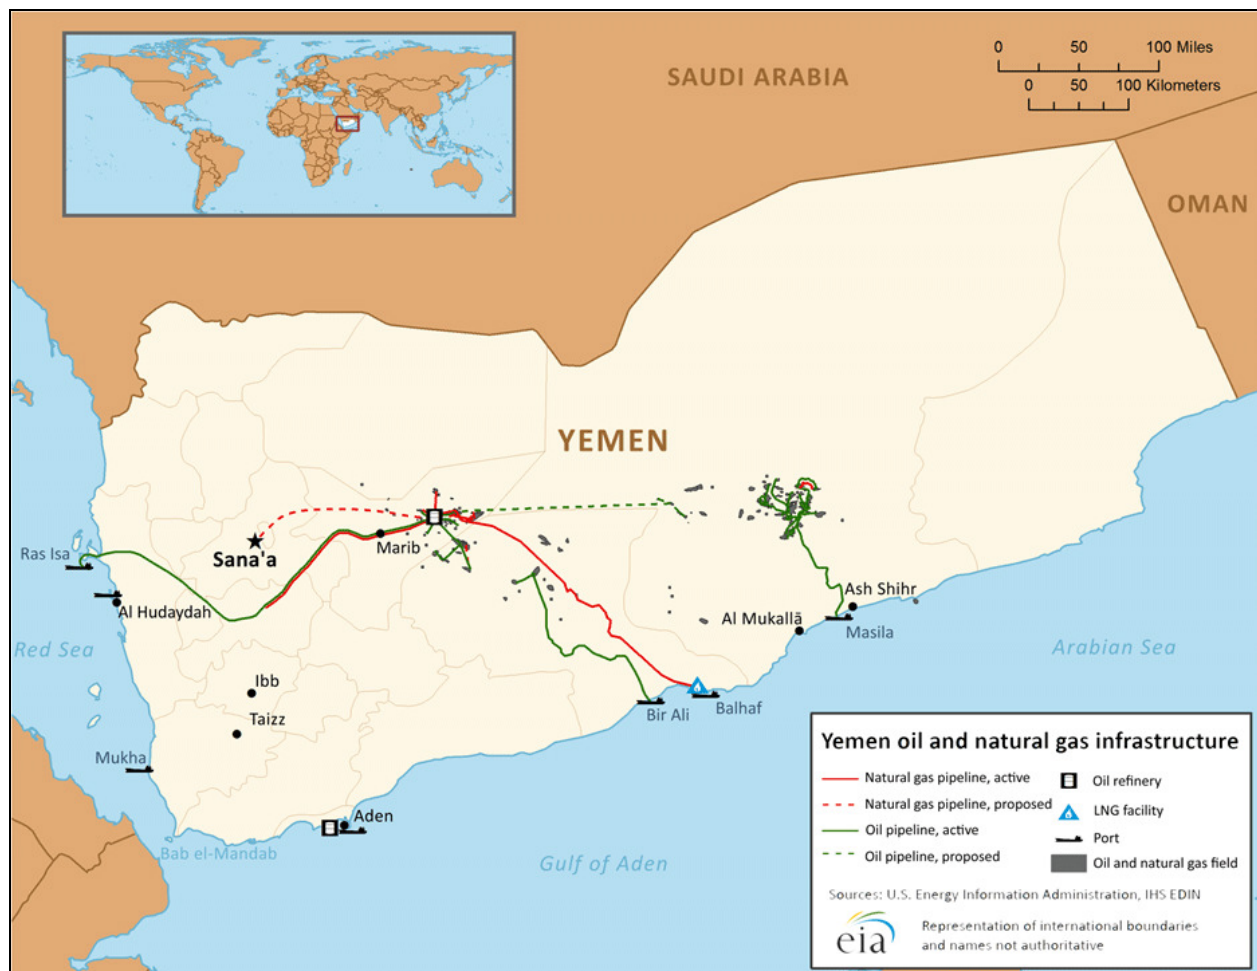 0 50 100 Miles
0 50 100 Kilometers
SAUDI ARABIA
OMAN
YEMEN
Ras Isa
Sana'a
Marib
Al Hudaydah
Ash Shihr
Al Mukallā
Masila
Red Sea
Arabian Sea
Ibb
Taizz
Bir Ali
Balhaf
Mukha
Aden
Bab el-Mandab
Gulf of Aden
Yemen oil and natural gas infrastructure
Natural gas pipeline, active
Natural gas pipeline, proposed
Oil pipeline, active
Oil pipeline, proposed
Oil refinery
LNG facility
Port
Oil and natural gas field
Sources: U.S. Energy Information Administration, IHS EDIN
eia
Representation of international boundaries
and names not authoritative